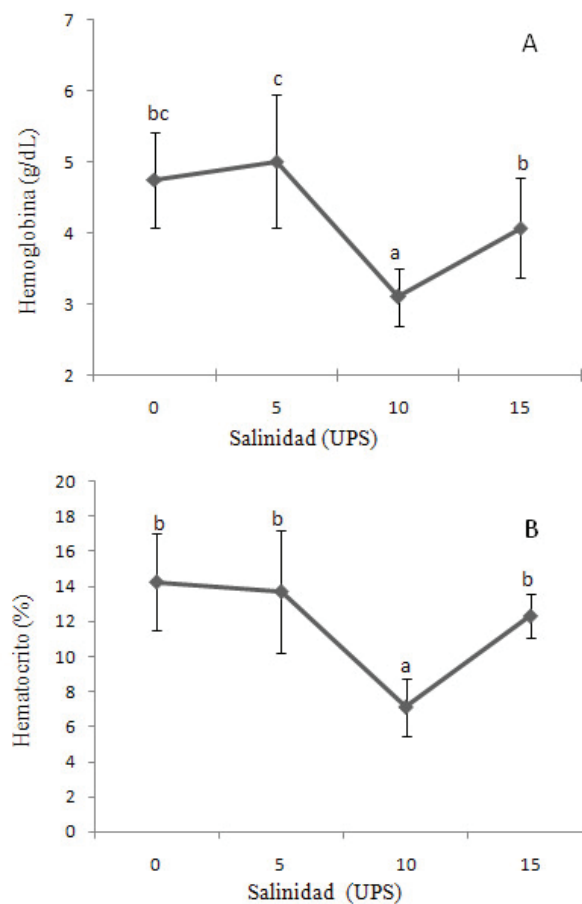 7
A
6
c
bc
5
b
4
a
3
2
Hemoglobina (g/dL)
0 5 10 15
Salinidad (UPS)
20
18
b b B
16
14
b
12
10
a
8
6
4
2
0
Hematocrito (%)
0 5 10 15
Salinidad (UPS)